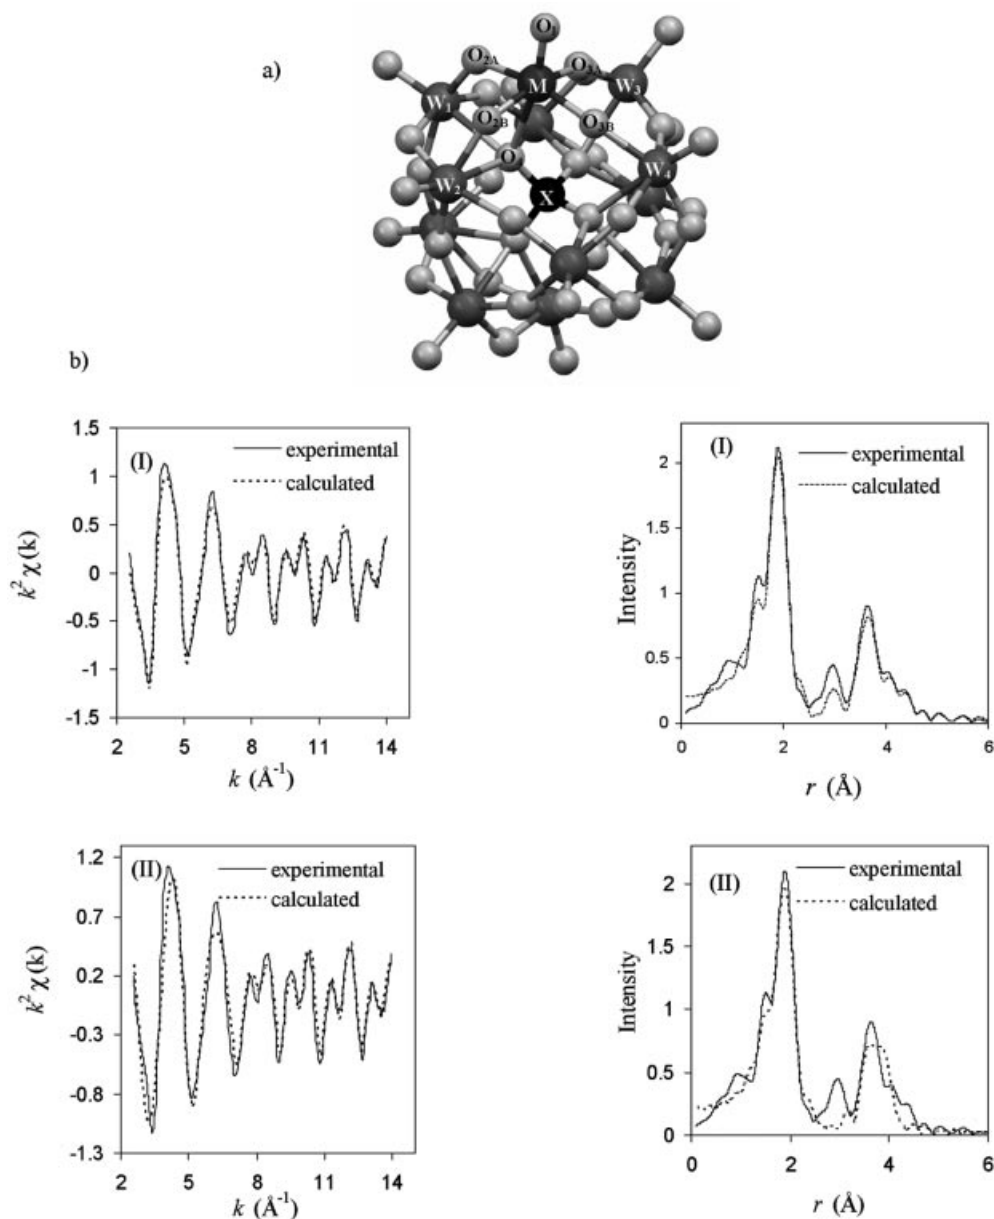 a)
O1
O2A
M
O3A
W3
W1
O2B
O3B
O
W4
W2
X
b)
(I)
experimental
calculated
1.5
1
0.5
0
-0.5
-1
-1.5
k² χ(k)
2 5 8 11 14
k (Å⁻¹)
(I)
experimental
calculated
2
1.5
1
0.5
0
Intensity
0 2 4 6
r (Å)
(II)
experimental
calculated
1.2
0.7
0.2
-0.3
-0.8
-1.3
k² χ(k)
2 5 8 11 14
k (Å⁻¹)
(II)
experimental
calculated
2
1.5
1
0.5
0
Intensity
0 2 4 6
r (Å)